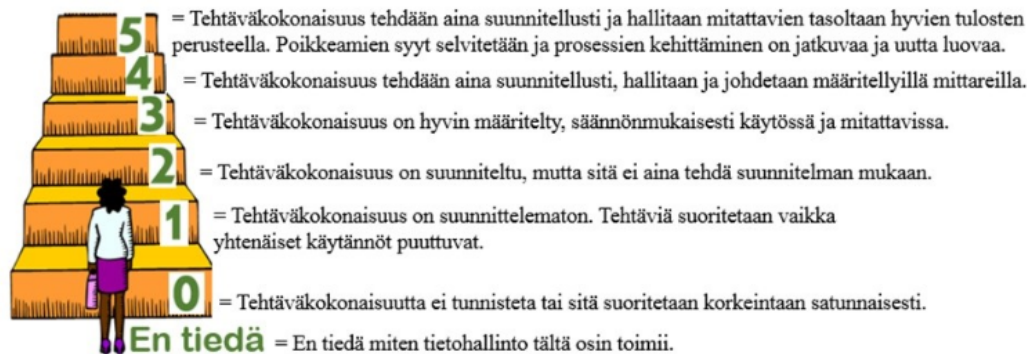 5 = Tehtäväkokonaisuus tehdään aina suunnitellusti ja hallitaan mitattavien tasoltaan hyvien tulosten
perusteella. Poikkeamien syyt selvitetään ja prosessien kehittäminen on jatkuvaa ja uutta luovaa.
4 = Tehtäväkokonaisuus tehdään aina suunnitellusti, hallitaan ja johdetaan määritellyillä mittareilla.
3 = Tehtäväkokonaisuus on hyvin määritelty, säännönmukaisesti käytössä ja mitattavissa.
2 = Tehtäväkokonaisuus on suunniteltu, mutta sitä ei aina tehdä suunnitelman mukaan.
1 = Tehtäväkokonaisuus on suunnittelematon. Tehtäviä suoritetaan vaikka
yhtenäiset käytännöt puuttuvat.
0 = Tehtäväkokonaisuutta ei tunnisteta tai sitä suoritetaan korkeintaan satunnaisesti.
En tiedä = En tiedä miten tietohallinto tältä osin toimii.